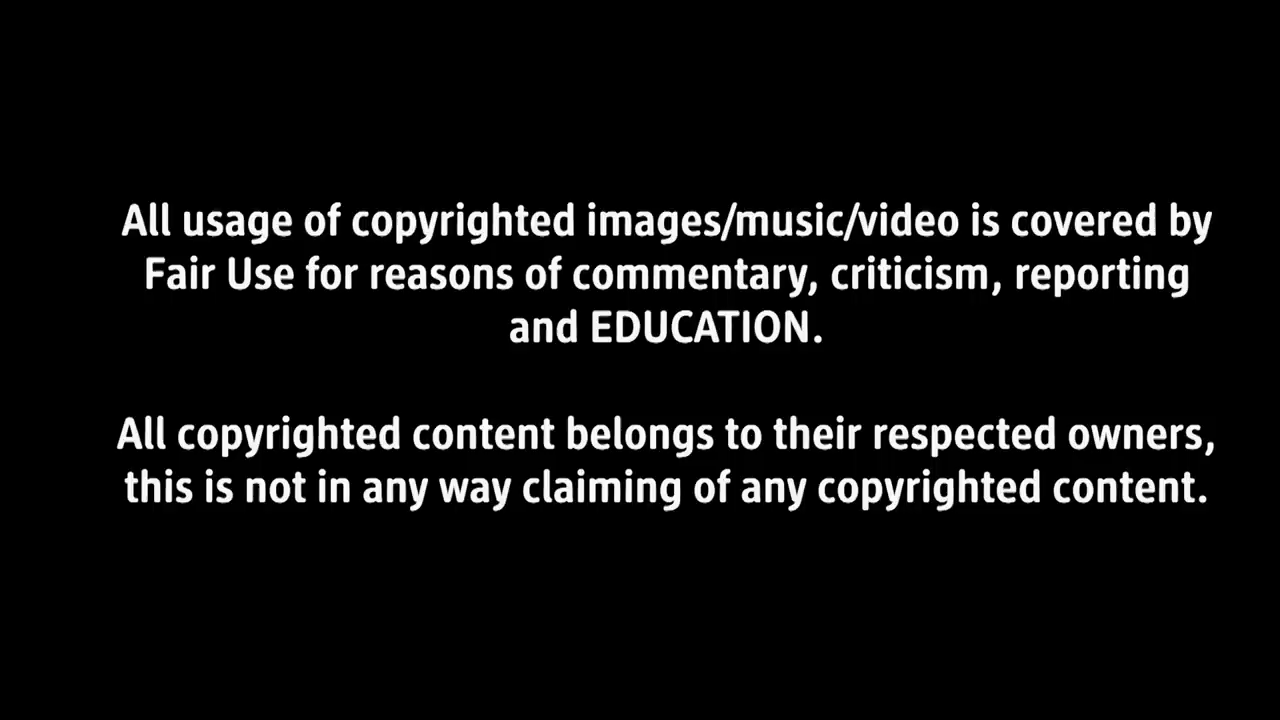 All usage of copyrighted images/music/video is covered by
Fair Use for reasons of commentary, criticism, reporting
and EDUCATION.
All copyrighted content belongs to their respected owners,
this is not in any way claiming of any copyrighted content.